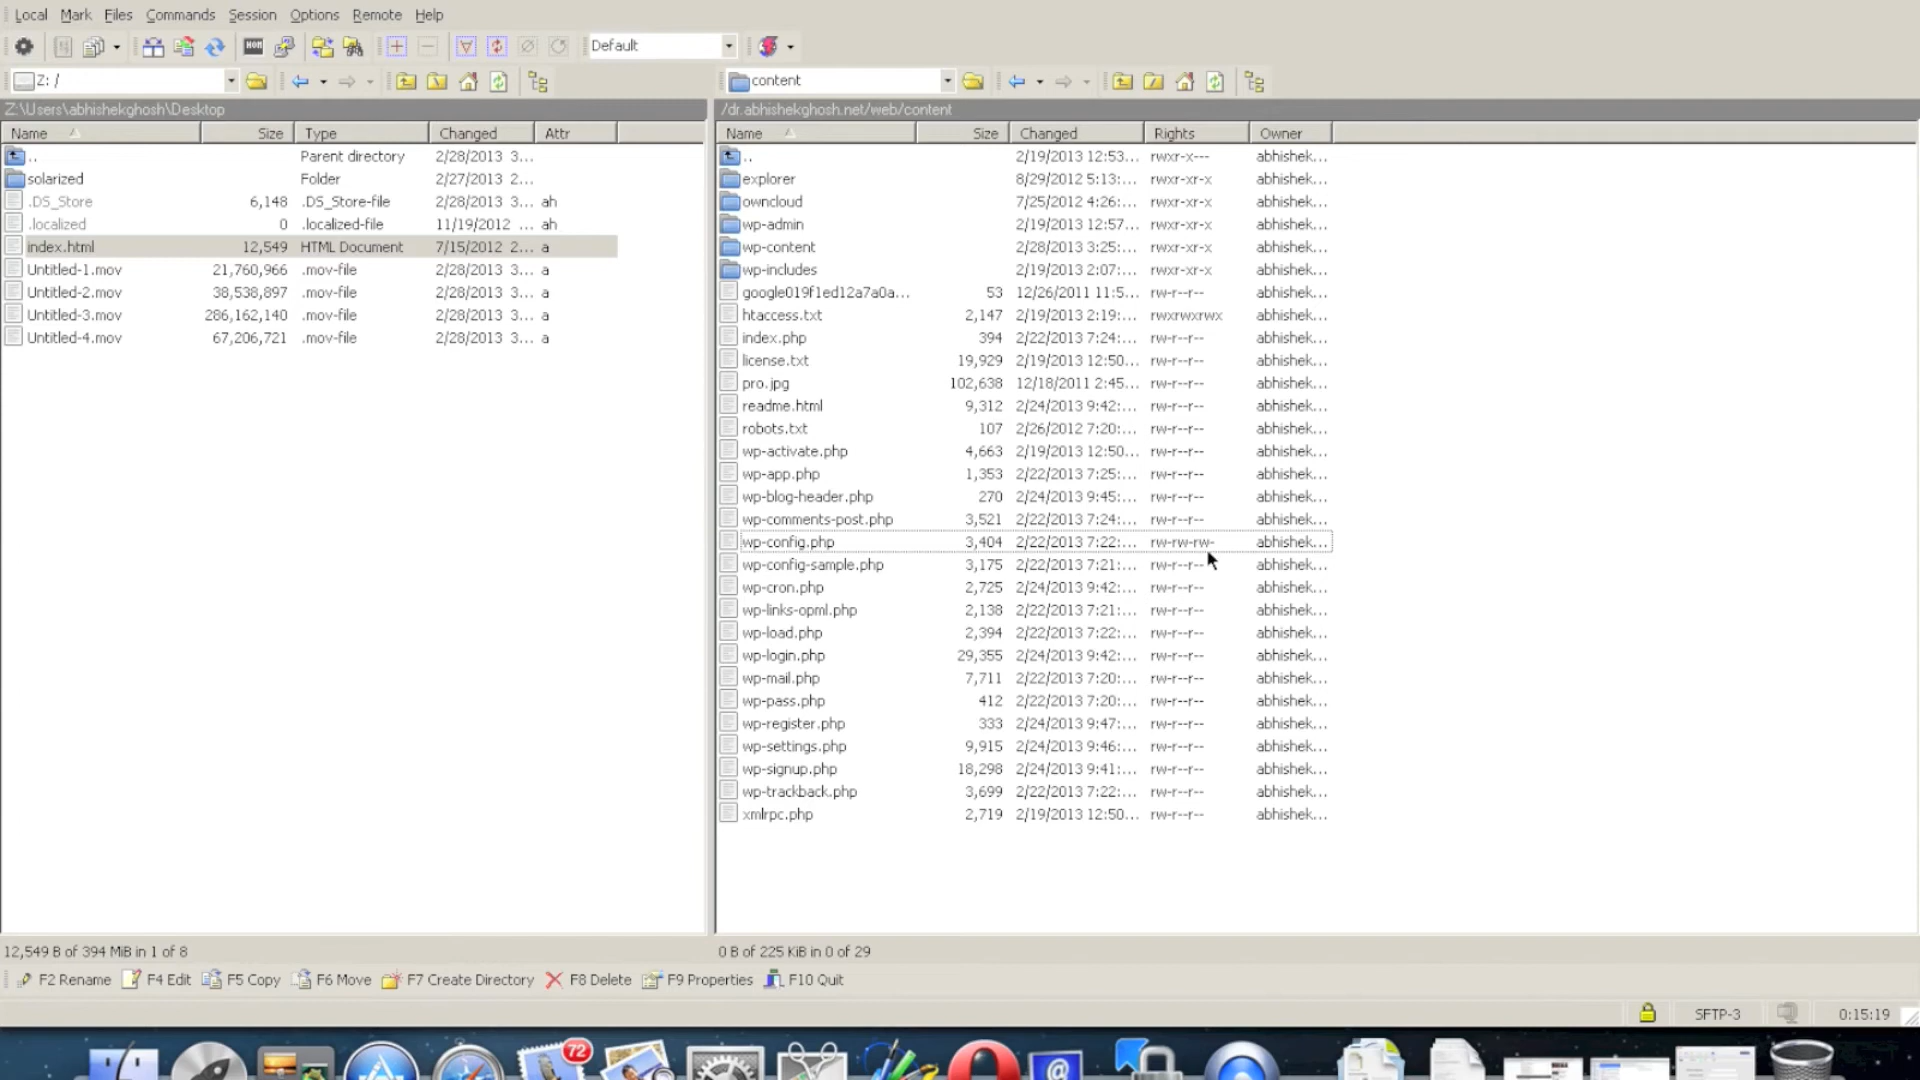 Local Mark Files Commands Session Options Remote Help
Default
Z: /
content
Z:\Users\abhishekghosh\Desktop
/dr.abhishekghosh.net/web/content
Name Size Type Changed Attr
.. Parent directory 2/28/2013 3...
solarized Folder 2/27/2013 2...
.DS_Store 6,148 .DS_Store-file 2/28/2013 3... ah
.localized 0 .localized-file 11/19/2012 ... ah
index.html 12,549 HTML Document 7/15/2012 2... a
Untitled-1.mov 21,760,966 .mov-file 2/28/2013 3... a
Untitled-2.mov 38,538,897 .mov-file 2/28/2013 3... a
Untitled-3.mov 286,162,140 .mov-file 2/28/2013 3... a
Untitled-4.mov 67,206,721 .mov-file 2/28/2013 3... a
Name Size Changed Rights Owner
.. 2/19/2013 12:53... rwxr-x--- abhishek...
explorer 8/29/2012 5:13:... rwxr-xr-x abhishek...
owncloud 7/25/2012 4:26:... rwxr-xr-x abhishek...
wp-admin 2/19/2013 12:57... rwxr-xr-x abhishek...
wp-content 2/28/2013 3:25:... rwxr-xr-x abhishek...
wp-includes 2/19/2013 2:07:... rwxr-xr-x abhishek...
google019f1ed12a7a0a... 53 12/26/2011 11:5... rw-r--r-- abhishek...
htaccess.txt 2,147 2/19/2013 2:19:... rwxrwxrwx abhishek...
index.php 394 2/22/2013 7:24:... rw-r--r-- abhishek...
license.txt 19,929 2/19/2013 12:50... rw-r--r-- abhishek...
pro.jpg 102,638 12/18/2011 2:45... rw-r--r-- abhishek...
readme.html 9,312 2/24/2013 9:42:... rw-r--r-- abhishek...
robots.txt 107 2/26/2012 7:20:... rw-r--r-- abhishek...
wp-activate.php 4,663 2/19/2013 12:50... rw-r--r-- abhishek...
wp-app.php 1,353 2/22/2013 7:25:... rw-r--r-- abhishek...
wp-blog-header.php 270 2/24/2013 9:45:... rw-r--r-- abhishek...
wp-comments-post.php 3,521 2/22/2013 7:24:... rw-r--r-- abhishek...
wp-config.php 3,404 2/22/2013 7:22:... rw-rw-rw- abhishek...
wp-config-sample.php 3,175 2/22/2013 7:21:... rw-r--r-- abhishek...
wp-cron.php 2,725 2/24/2013 9:42:... rw-r--r-- abhishek...
wp-links-opml.php 2,138 2/22/2013 7:21:... rw-r--r-- abhishek...
wp-load.php 2,394 2/22/2013 7:22:... rw-r--r-- abhishek...
wp-login.php 29,355 2/24/2013 9:42:... rw-r--r-- abhishek...
wp-mail.php 7,711 2/22/2013 7:20:... rw-r--r-- abhishek...
wp-pass.php 412 2/22/2013 7:20:... rw-r--r-- abhishek...
wp-register.php 333 2/24/2013 9:47:... rw-r--r-- abhishek...
wp-settings.php 9,915 2/24/2013 9:46:... rw-r--r-- abhishek...
wp-signup.php 18,298 2/24/2013 9:41:... rw-r--r-- abhishek...
wp-trackback.php 3,699 2/22/2013 7:22:... rw-r--r-- abhishek...
xmlrpc.php 2,719 2/19/2013 12:50... rw-r--r-- abhishek...
12,549 B of 394 MiB in 1 of 8
0 B of 225 KiB in 0 of 29
F2 Rename F4 Edit F5 Copy F6 Move F7 Create Directory F8 Delete F9 Properties F10 Quit
SFTP-3 0:15:19
72
@